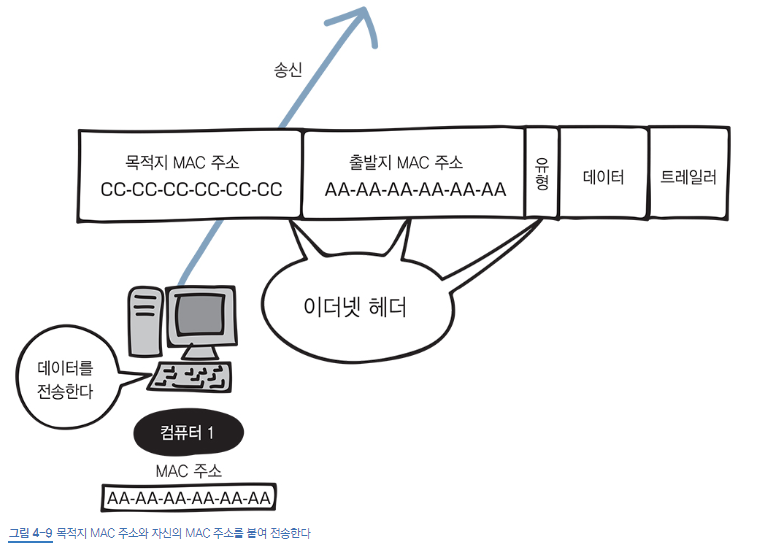 송신
목적지 MAC 주소
CC-CC-CC-CC-CC-CC
출발지 MAC 주소
AA-AA-AA-AA-AA-AA
유형
데이터
트레일러
이더넷 헤더
데이터를
전송한다
컴퓨터 1
MAC 주소
AA-AA-AA-AA-AA-AA
그림 4-9 목적지 MAC 주소와 자신의 MAC 주소를 붙여 전송한다